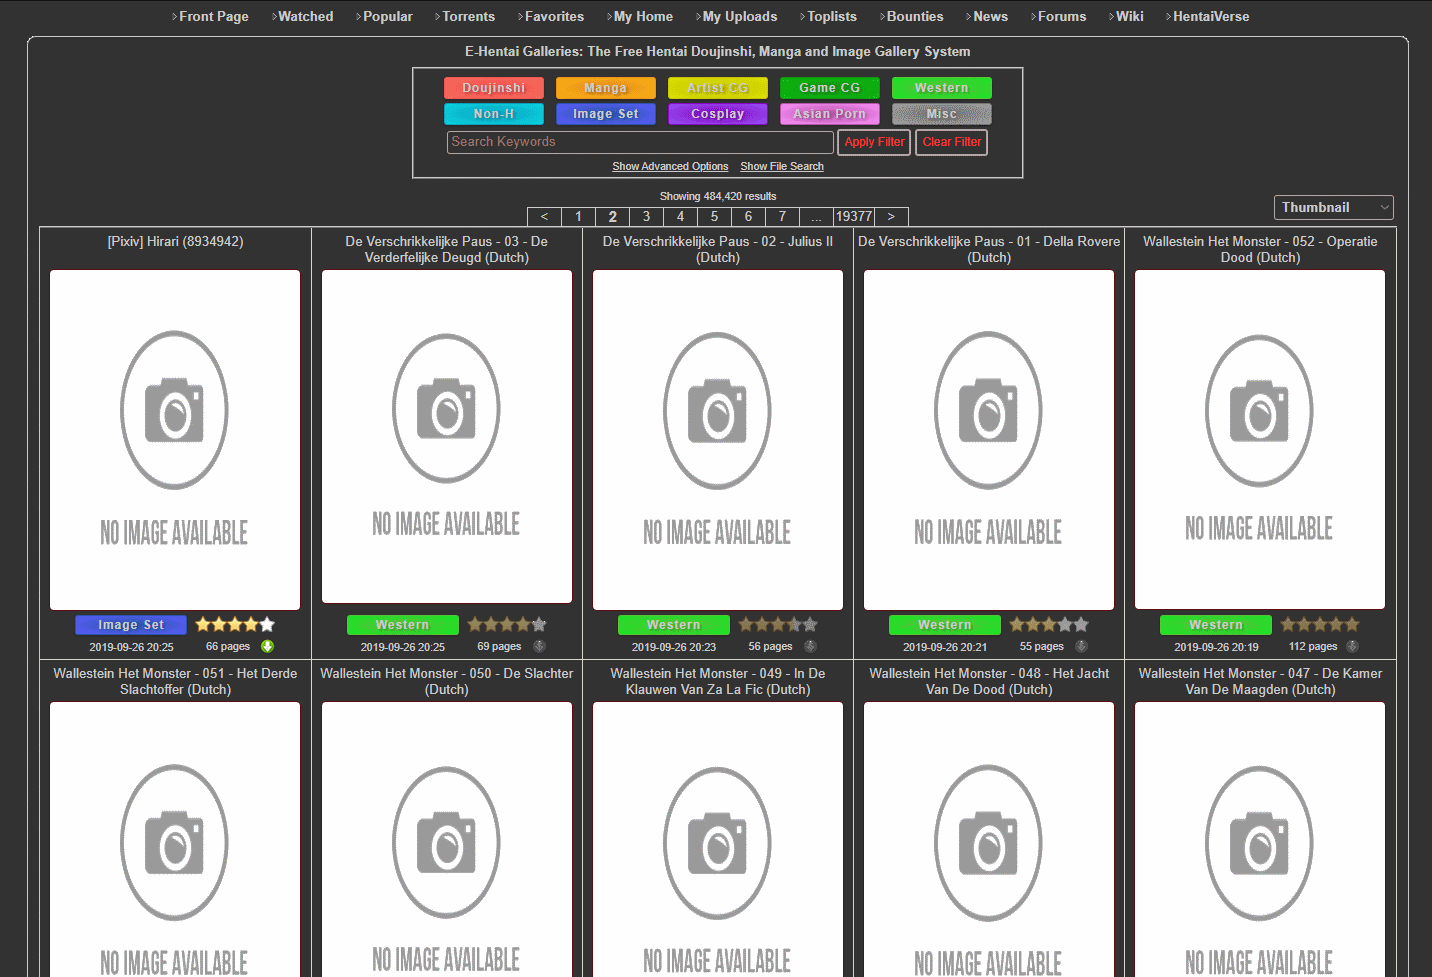 Front Page Watched Popular Torrents Favorites My Home My Uploads Toplists Bounties News Forums Wiki HentaiVerse
E-Hentai Galleries: The Free Hentai Doujinshi, Manga and Image Gallery System
Doujinshi Manga Artist CG Game CG Western
Non-H Image Set Cosplay Asian Porn Misc
Search Keywords Apply Filter Clear Filter
Show Advanced Options Show File Search
Showing 484,420 results
Thumbnail
< 1 2 3 4 5 6 7 ... 19377 >
[Pixiv] Hirari (8934942)
NO IMAGE AVAILABLE
Image Set
2019-09-26 20:25 66 pages
De Verschrikkelijke Paus - 03 - De
Verderfelijke Deugd (Dutch)
NO IMAGE AVAILABLE
Western
2019-09-26 20:25 69 pages
De Verschrikkelijke Paus - 02 - Julius II
(Dutch)
NO IMAGE AVAILABLE
Western
2019-09-26 20:23 56 pages
De Verschrikkelijke Paus - 01 - Della Rovere
(Dutch)
NO IMAGE AVAILABLE
Western
2019-09-26 20:21 55 pages
Wallestein Het Monster - 052 - Operatie
Dood (Dutch)
NO IMAGE AVAILABLE
Western
2019-09-26 20:19 112 pages
Wallestein Het Monster - 051 - Het Derde
Slachtoffer (Dutch)
NO IMAGE AVAILABLE
Wallestein Het Monster - 050 - De Slachter
(Dutch)
NO IMAGE AVAILABLE
Wallestein Het Monster - 049 - In De
Klauwen Van Za La Fic (Dutch)
NO IMAGE AVAILABLE
Wallestein Het Monster - 048 - Het Jacht
Van De Dood (Dutch)
NO IMAGE AVAILABLE
Wallestein Het Monster - 047 - De Kamer
Van De Maagden (Dutch)
NO IMAGE AVAILABLE